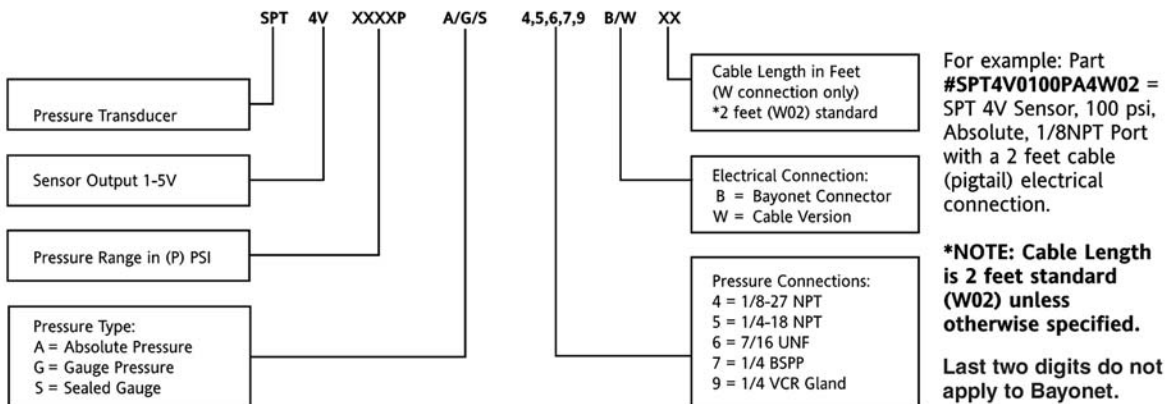 SPT 4V XXXXP A/G/S 4,5,6,7,9 B/W XX
Pressure Transducer
Sensor Output 1-5V
Pressure Range in (P) PSI
Pressure Type:
A = Absolute Pressure
G = Gauge Pressure
S = Sealed Gauge
Cable Length in Feet
(W connection only)
*2 feet (W02) standard
Electrical Connection:
B = Bayonet Connector
W = Cable Version
Pressure Connections:
4 = 1/8-27 NPT
5 = 1/4-18 NPT
6 = 7/16 UNF
7 = 1/4 BSPP
9 = 1/4 VCR Gland
For example: Part
#SPT4V0100PA4W02 =
SPT 4V Sensor, 100 psi,
Absolute, 1/8NPT Port
with a 2 feet cable
(pigtail) electrical
connection.
*NOTE: Cable Length
is 2 feet standard
(W02) unless
otherwise specified.
Last two digits do not
apply to Bayonet.